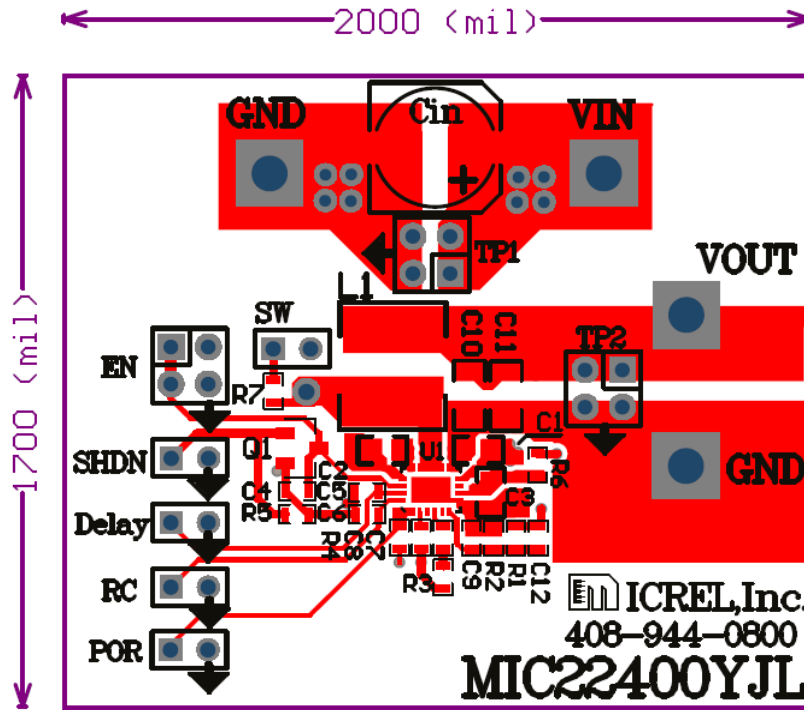 2000 (mil)
1700 (mil)
GND
Cin
VIN
+
TP1
VOUT
L1
SW
C10
C11
TP2
EN
R7
C1
Q1
U1
SHDN
C2
R6
GND
C4
C5
C3
Delay
R5
C6
R4
C8
C7
R3
C9
R2
R1
C12
RC
MICREL,Inc.
408-944-0800
POR
MIC22400YJL